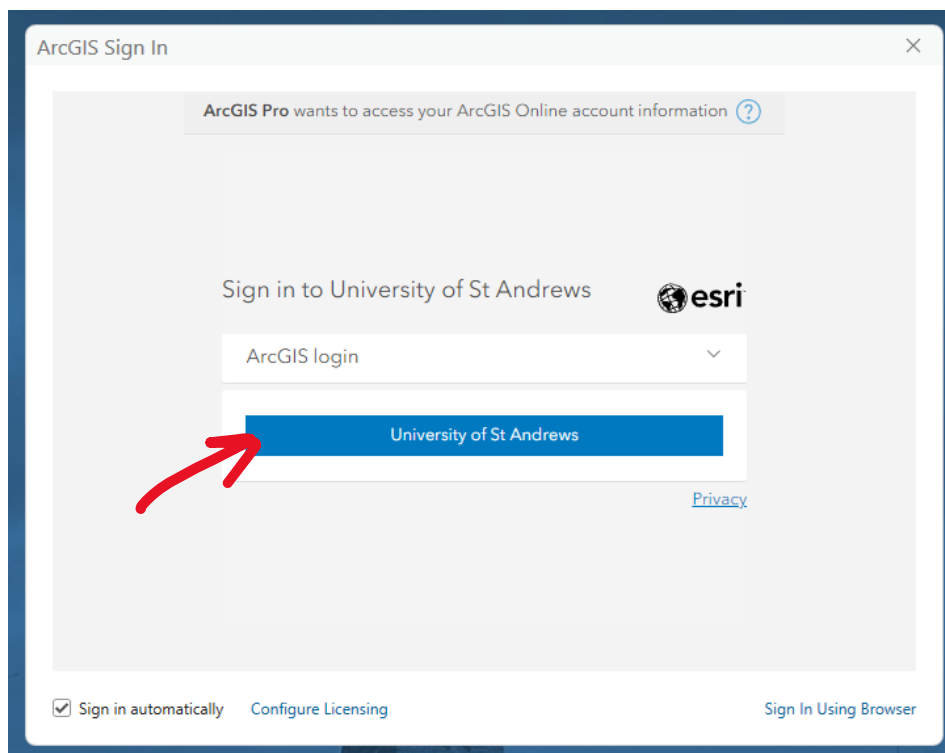 ArcGIS Sign In
ArcGIS Pro wants to access your ArcGIS Online account information ?
Sign in to University of St Andrews
esri
ArcGIS login
University of St Andrews
Privacy
Sign in automatically Configure Licensing Sign In Using Browser